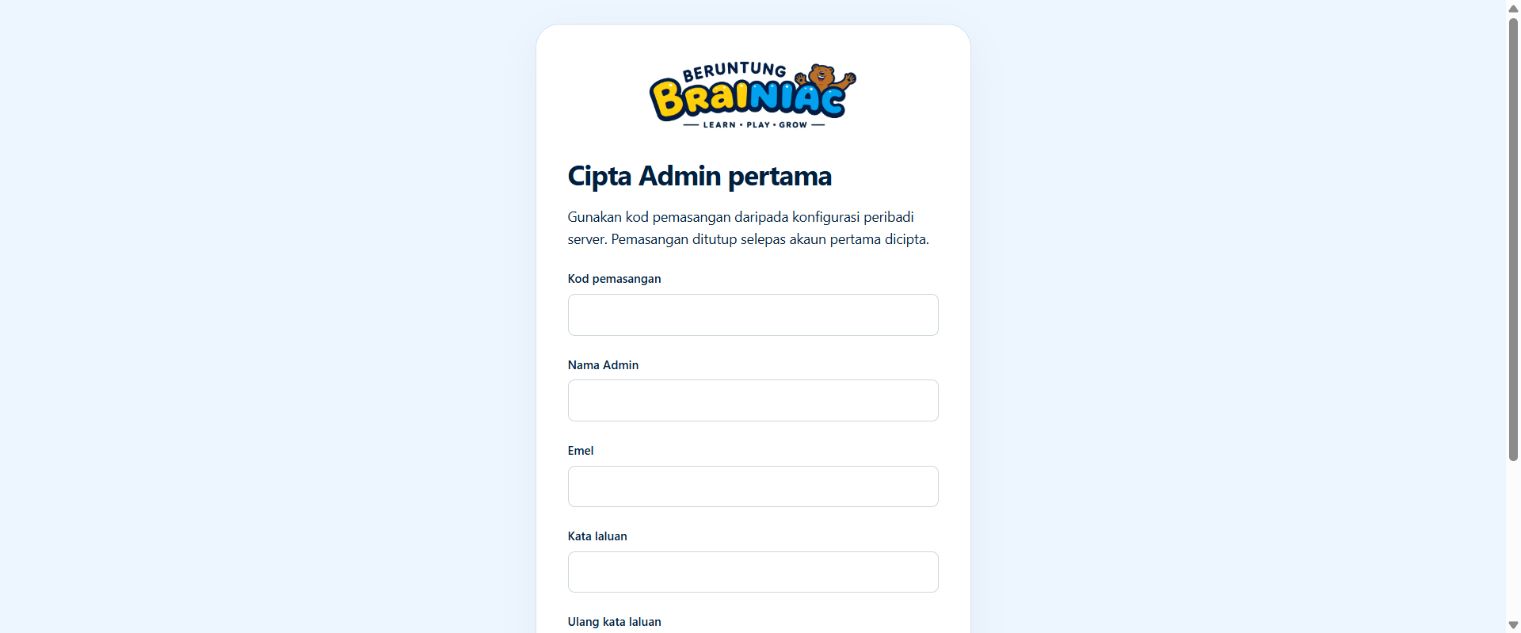 BERUNTUNG
BRAINIAC
LEARN • PLAY • GROW
Cipta Admin pertama
Gunakan kod pemasangan daripada konfigurasi peribadi
server. Pemasangan ditutup selepas akaun pertama dicipta.
Kod pemasangan
Nama Admin
Emel
Kata laluan
Ulang kata laluan